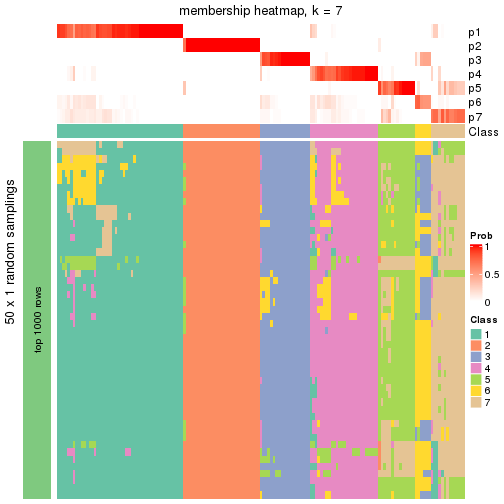 membership heatmap, k = 7
p1
p2
p3
p4
p5
p6
p7
Class
50 x 1 random samplings
top 1000 rows
Prob
1
0.5
0
Class
1
2
3
4
5
6
7